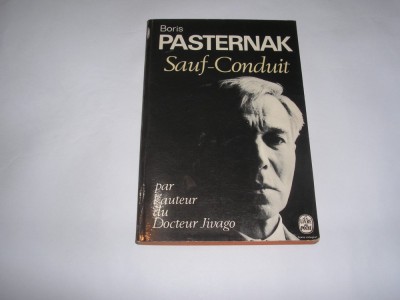 Boris
PASTERNAK
Sauf-Conduit
par
l'auteur
du
Docteur Jivago